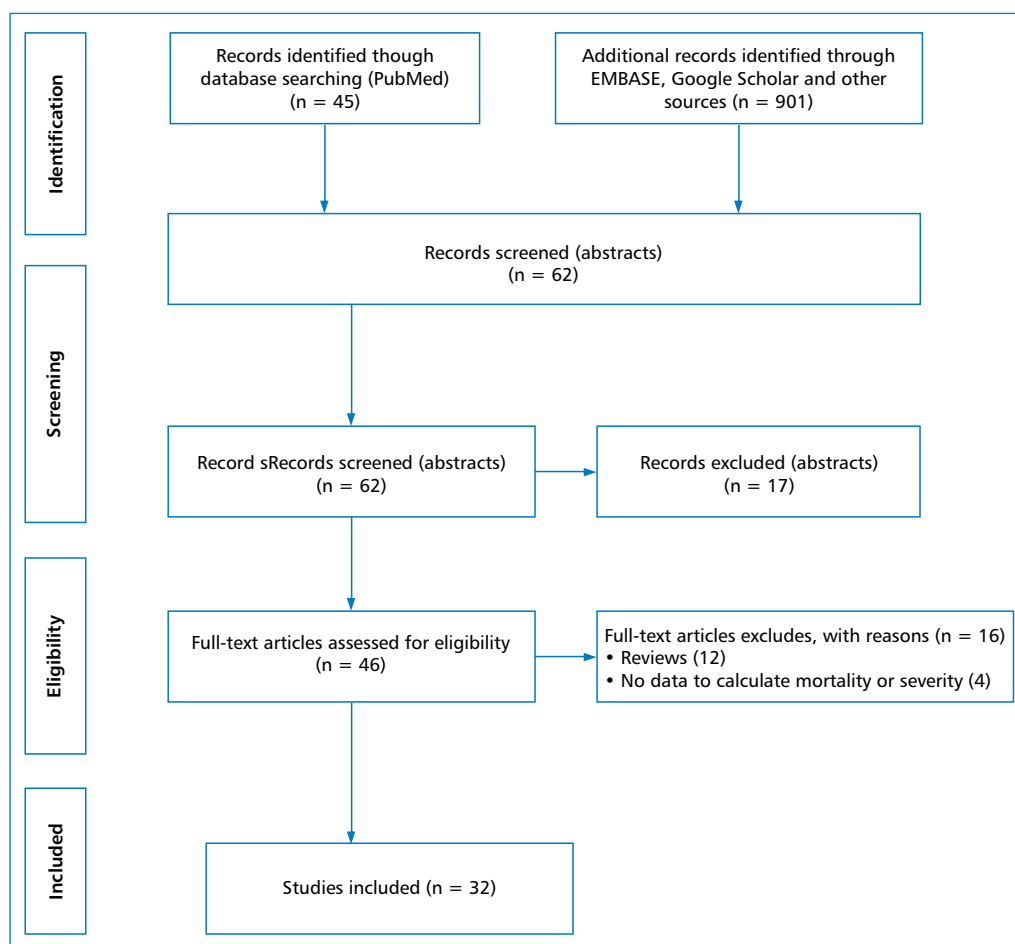 Identification
Records identified though
database searching (PubMed)
(n = 45)
Additional records identified through
EMBASE, Google Scholar and other
sources (n = 901)
Records screened (abstracts)
(n = 62)
Screening
Record sRecords screened (abstracts)
(n = 62)
Records excluded (abstracts)
(n = 17)
Eligibility
Full-text articles assessed for eligibility
(n = 46)
Full-text articles excludes, with reasons (n = 16)
• Reviews (12)
• No data to calculate mortality or severity (4)
Included
Studies included (n = 32)